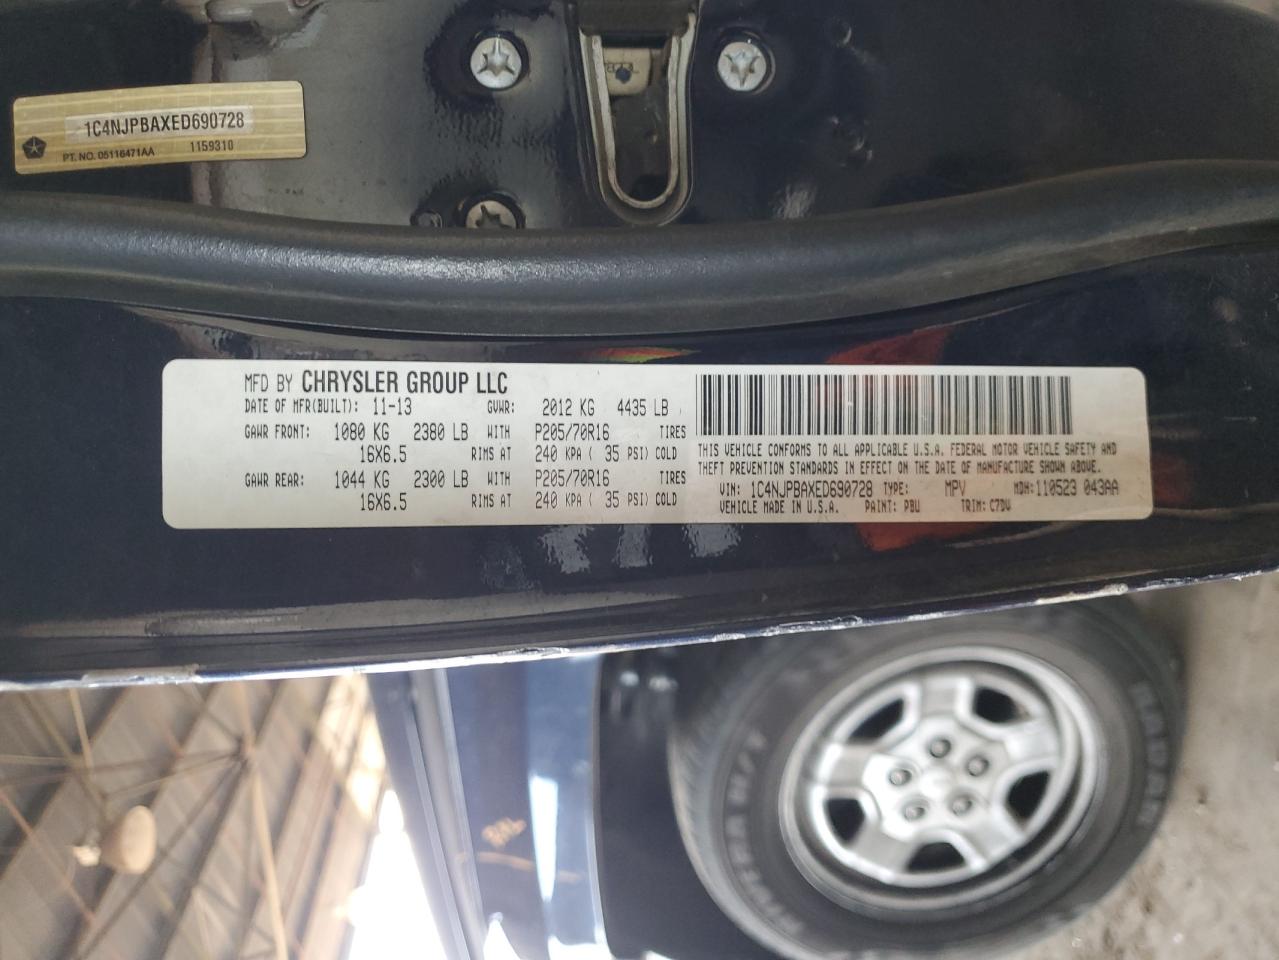 1C4NJPBAXED690728
PT. NO. 05116471AA 1159310
MFD BY CHRYSLER GROUP LLC
DATE OF MFR(BUILT): 11-13 GVWR: 2012 KG 4435 LB
GAWR FRONT: 1080 KG 2380 LB WITH P205/70R16 TIRES
16X6.5 RIMS AT 240 KPA ( 35 PSI) COLD
GAWR REAR: 1044 KG 2300 LB WITH P205/70R16 TIRES
16X6.5 RIMS AT 240 KPA ( 35 PSI) COLD
THIS VEHICLE CONFORMS TO ALL APPLICABLE U.S.A. FEDERAL MOTOR VEHICLE SAFETY AND
THEFT PREVENTION STANDARDS IN EFFECT ON THE DATE OF MANUFACTURE SHOWN ABOVE.
VIN: 1C4NJPBAXED690728 TYPE: MPV MDH: 110523 043AA
VEHICLE MADE IN U.S.A. PAINT: PBU TRIM: C7DV